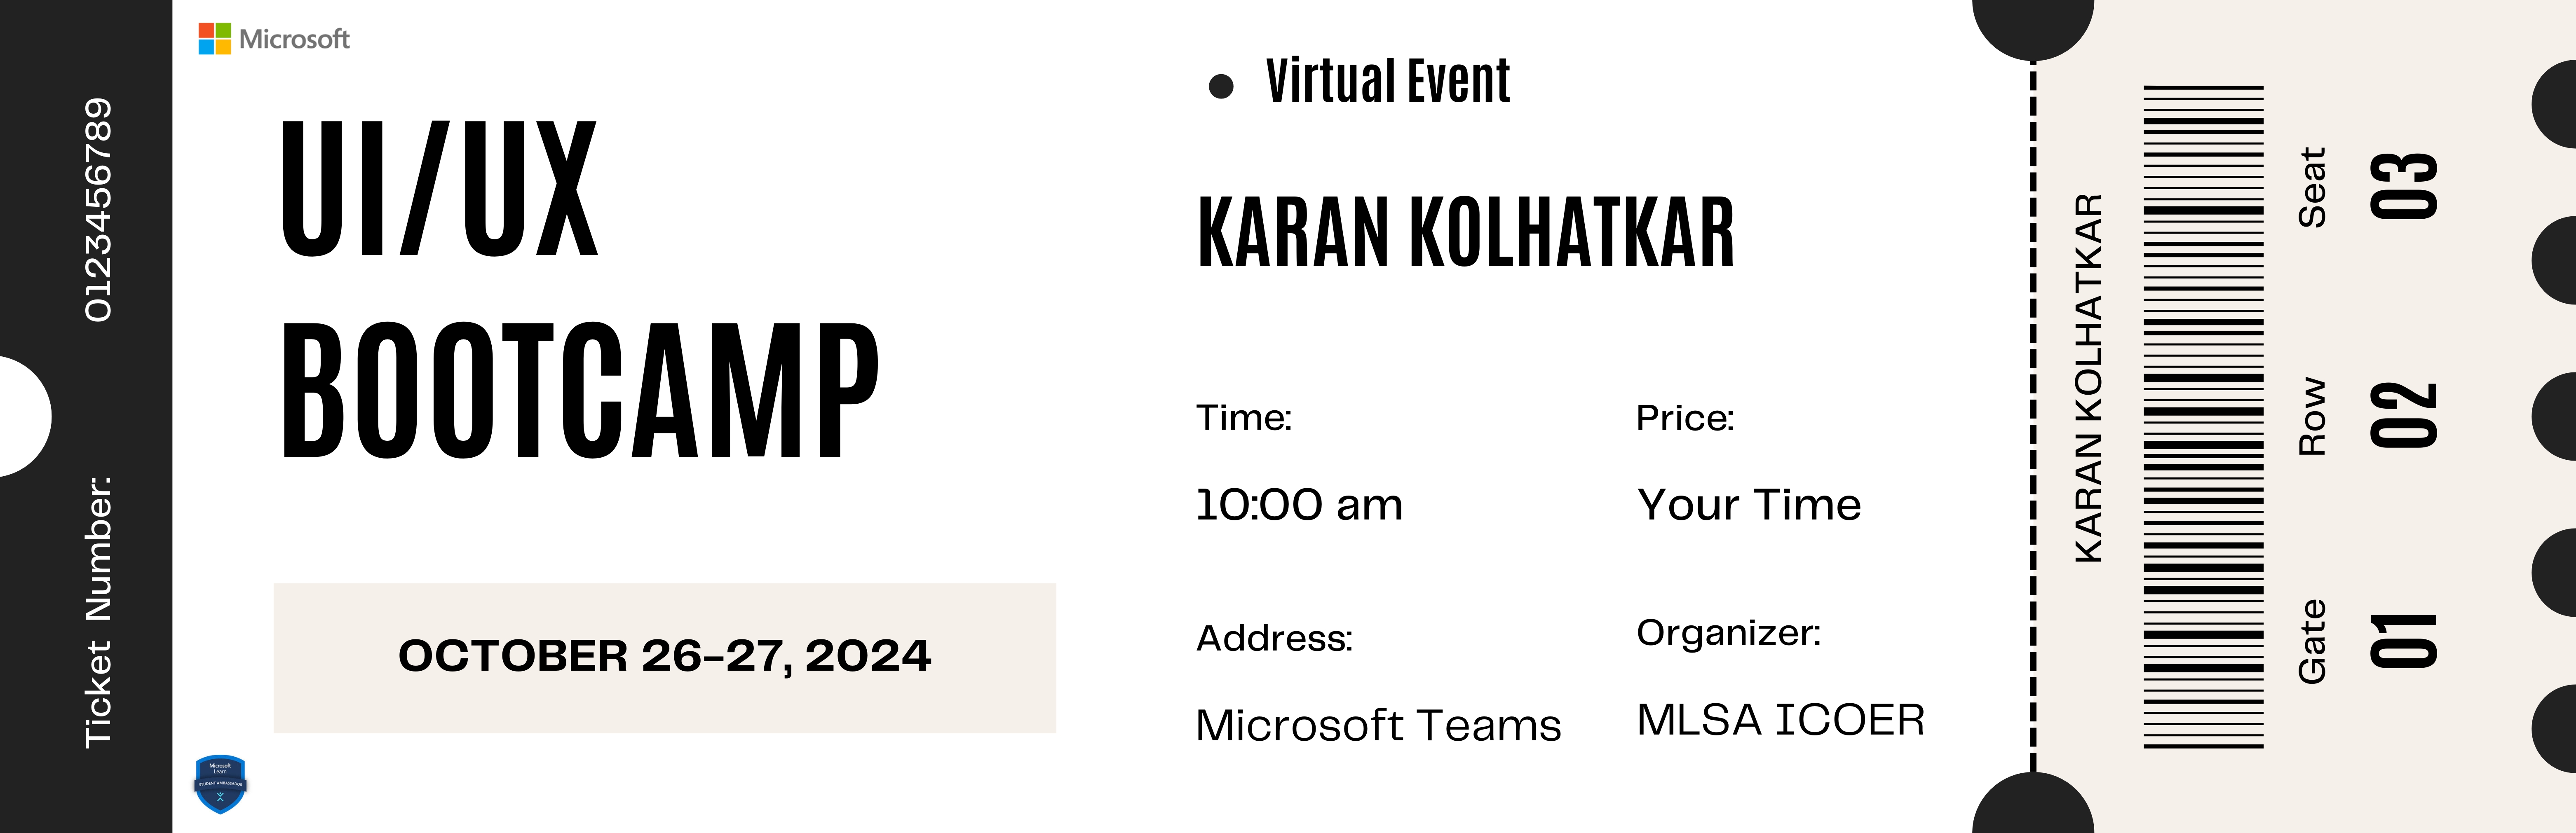 Ticket Number:
0123456789
Microsoft
UI/UX
BOOTCAMP
OCTOBER 26-27, 2024
Microsoft
Learn
STUDENT AMBASSADOR
Virtual Event
KARAN KOLHATKAR
Time:
10:00 am
Price:
Your Time
Address:
Microsoft Teams
Organizer:
MLSA ICOER
KARAN KOLHATKAR
Gate
01
Row
02
Seat
03